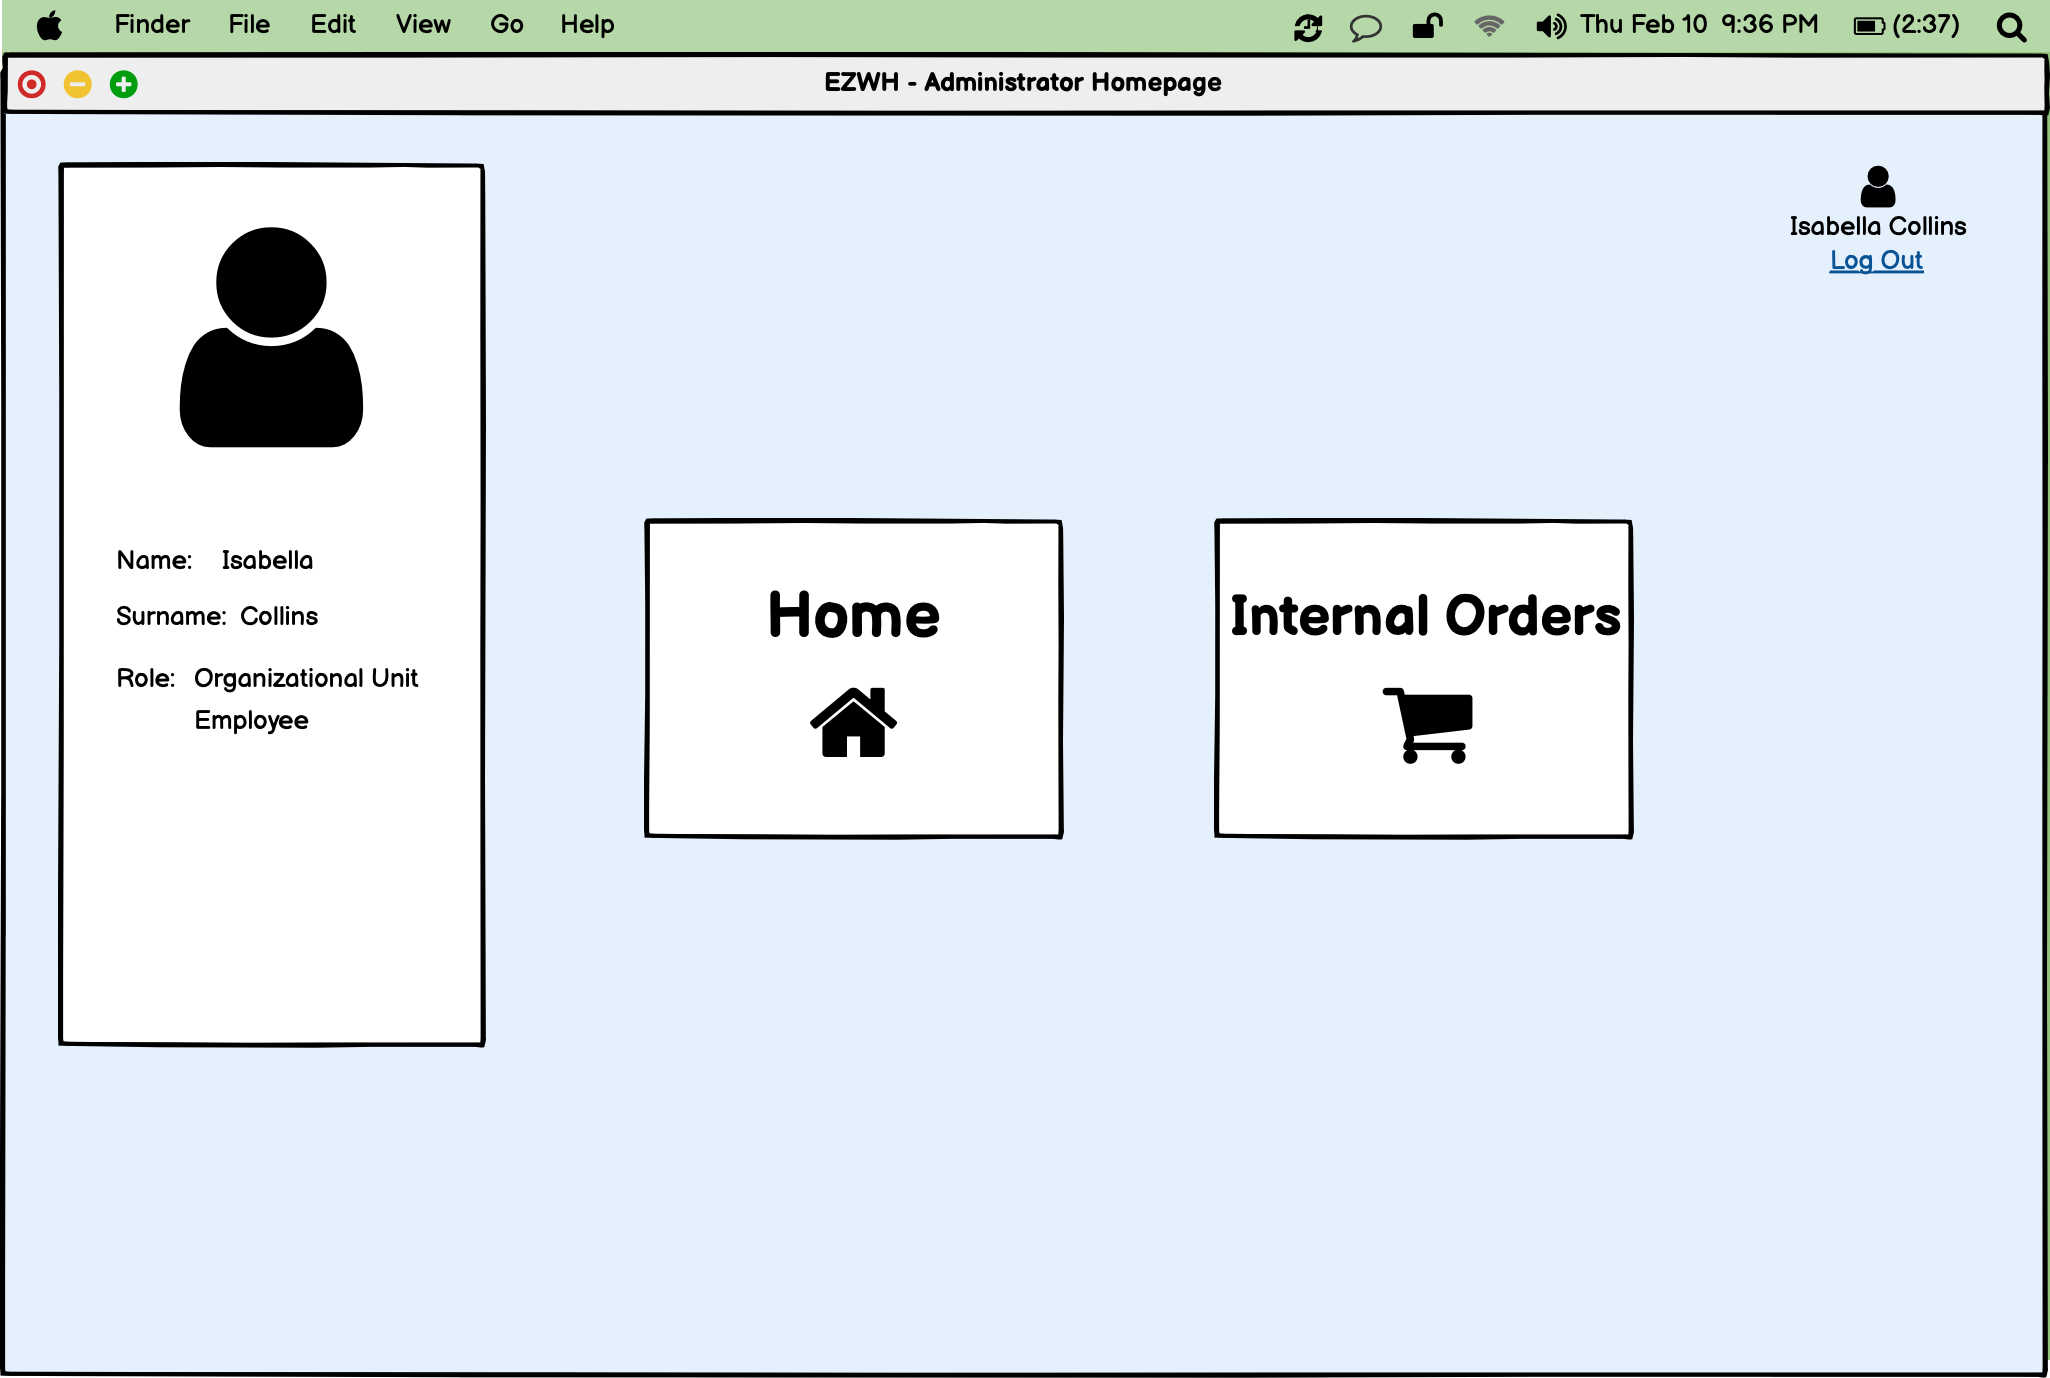 Finder File Edit View Go Help Thu Feb 10 9:36 PM (2:37)
EZWH - Administrator Homepage
Isabella Collins
Log Out
Name: Isabella
Surname: Collins
Role: Organizational Unit
Employee
Home
Internal Orders